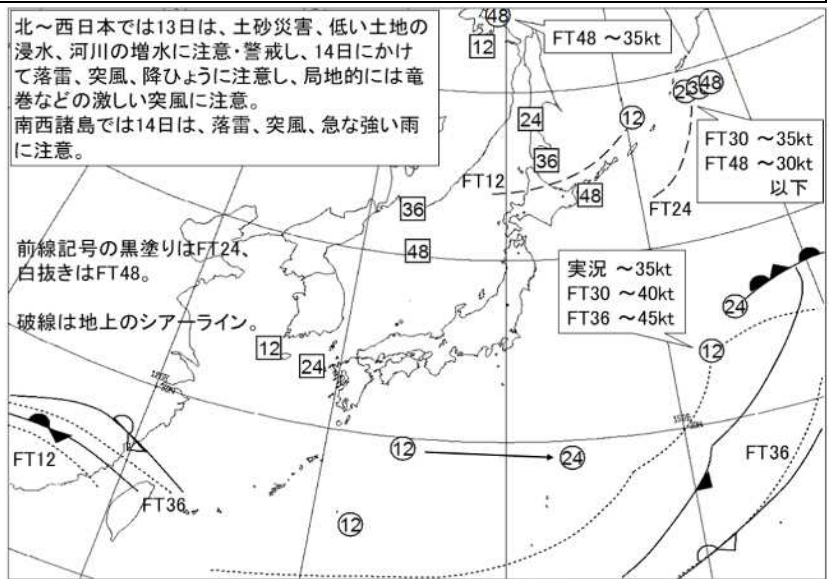 北～西日本では13日は、土砂災害、低い土地の
浸水、河川の増水に注意・警戒し、14日にかけ
て落雷、突風、降ひょうに注意し、局地的には竜
巻などの激しい突風に注意。
南西諸島では14日は、落雷、突風、急な強い雨
に注意。
48
12
FT48 ～35kt
24
12
48
FT30 ～35kt
FT48 ～30kt
以下
36
FT12
48
FT24
36
48
前線記号の黒塗りはFT24、
白抜きはFT48。
破線は地上のシアーライン。
実況 ～35kt
FT30 ～40kt
FT36 ～45kt
24
12
12
24
FT12
FT36
12
24
FT36
12